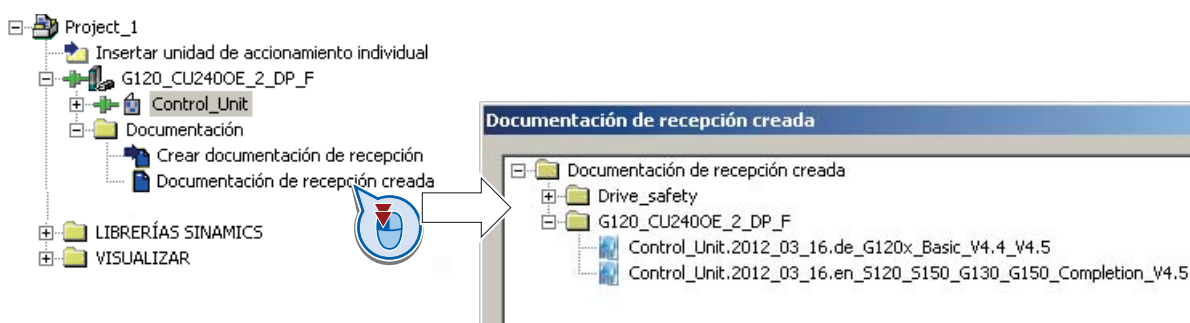 Project_1
Insertar unidad de accionamiento individual
G120_CU240OE_2_DP_F
Control_Unit
Documentación
Crear documentación de recepción
Documentación de recepción creada
LIBRERÍAS SINAMICS
VISUALIZAR
Documentación de recepción creada
Documentación de recepción creada
Drive_safety
G120_CU240OE_2_DP_F
Control_Unit.2012_03_16.de_G120x_Basic_V4.4_V4.5
Control_Unit.2012_03_16.en_S120_S150_G130_G150_Completion_V4.5